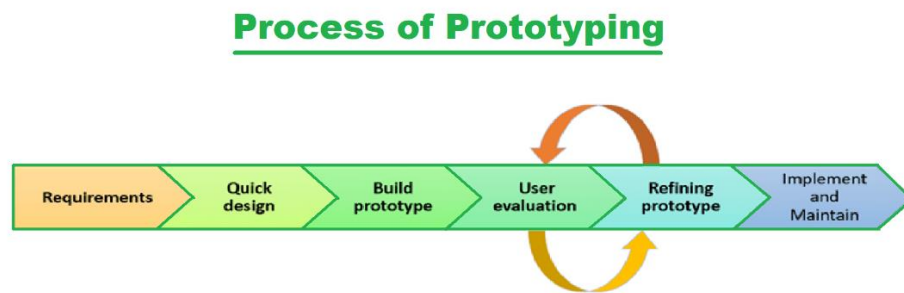 Process of Prototyping
Requirements
Quick
design
Build
prototype
User
evaluation
Refining
prototype
Implement
and
Maintain